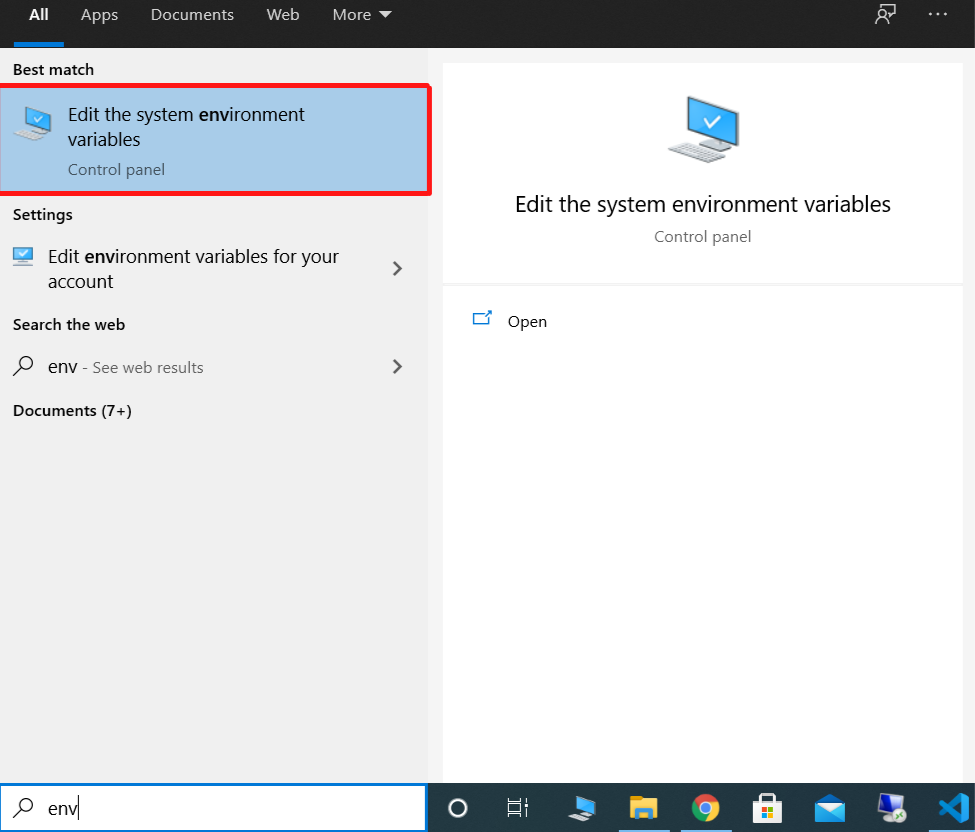 All Apps Documents Web More
Best match
Edit the system environment
variables
Control panel
Settings
Edit environment variables for your
account
Search the web
env - See web results
Documents (7+)
Edit the system environment variables
Control panel
Open
env